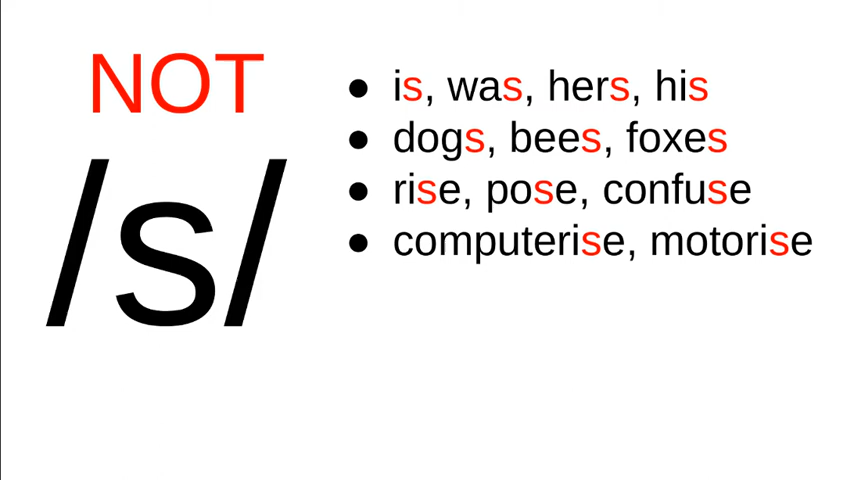 NOT
/s/
● is, was, hers, his
● dogs, bees, foxes
● rise, pose, confuse
● computerise, motorise